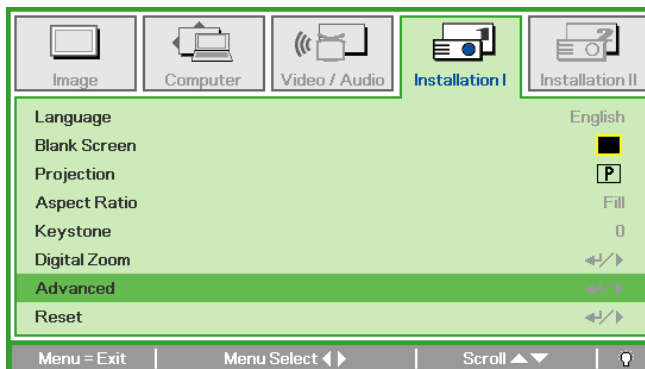 Image Computer Video / Audio Installation I Installation II
Language English
Blank Screen
Projection P
Aspect Ratio Fill
Keystone 0
Digital Zoom ↵/▶
Advanced ↵/▶
Reset ↵/▶
Menu = Exit Menu Select ◀▶ Scroll ▲▼